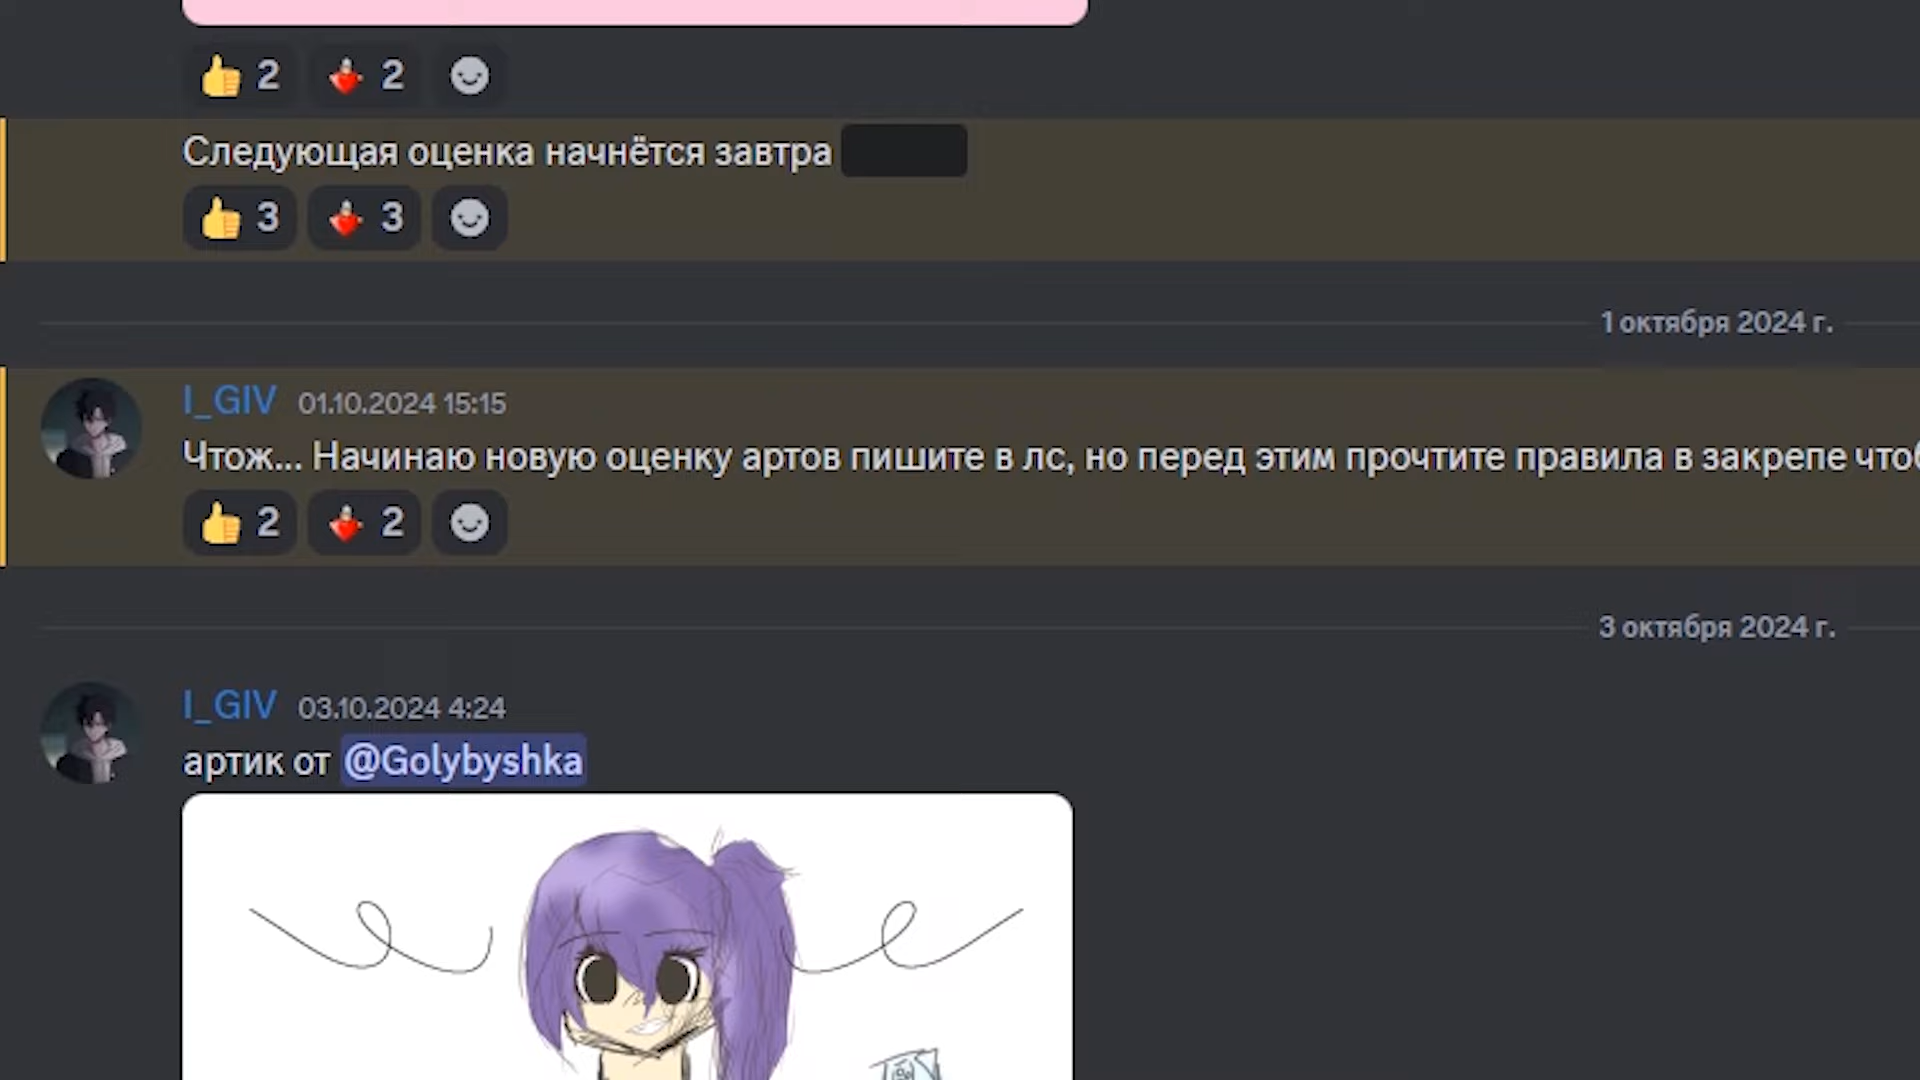 2 2
Следующая оценка начнётся завтра
3 3
1 октября 2024 г.
I_GIV 01.10.2024 15:15
Чтож... Начинаю новую оценку артов пишите в лс, но перед этим прочтите правила в закрепе
2 2
3 октября 2024 г.
I_GIV 03.10.2024 4:24
артик от @Golybyshka